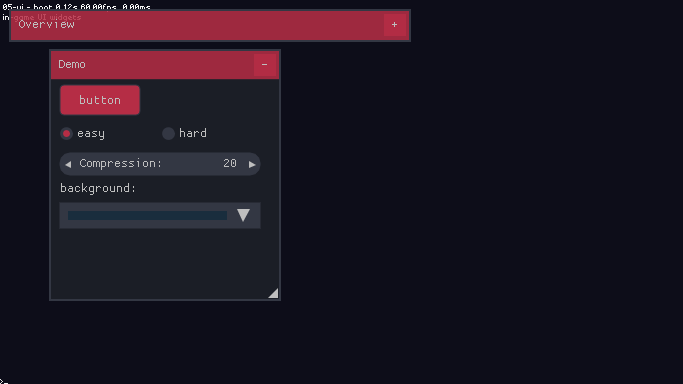 05-ui - boot 0.12s 60.00fps, 0.00ms
in-game UI widgets
Overview +
Demo -
button
easy hard
Compression: 20
background:
>_